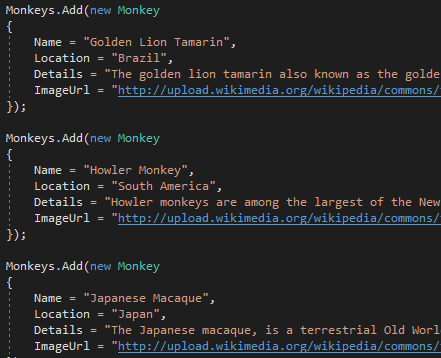 Monkeys.Add(new Monkey
{
Name = "Golden Lion Tamarin",
Location = "Brazil",
Details = "The golden lion tamarin also known as the golde
ImageUrl = "http://upload.wikimedia.org/wikipedia/commons/
});
Monkeys.Add(new Monkey
{
Name = "Howler Monkey",
Location = "South America",
Details = "Howler monkeys are among the largest of the New
ImageUrl = "http://upload.wikimedia.org/wikipedia/commons/
});
Monkeys.Add(new Monkey
{
Name = "Japanese Macaque",
Location = "Japan",
Details = "The Japanese macaque, is a terrestrial Old Worl
ImageUrl = "http://upload.wikimedia.org/wikipedia/commons/